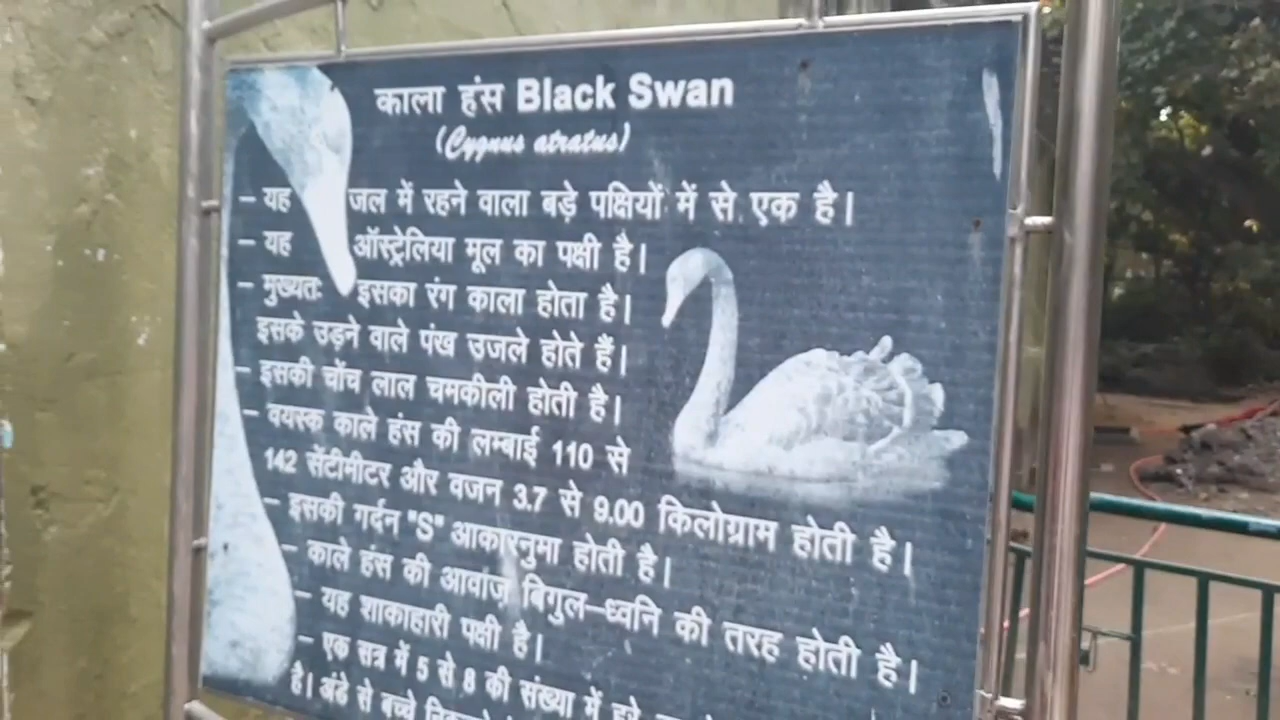 काला हंस Black Swan
(Cygnus atratus)
– यह जल में रहने वाला बड़े पक्षियों में से एक है।
– यह ऑस्ट्रेलिया मूल का पक्षी है।
– मुख्यतः इसका रंग काला होता है।
इसके उड़ने वाले पंख उजले होते हैं।
– इसकी चोंच लाल चमकीली होती है।
– वयस्क काले हंस की लम्बाई 110 से
142 सेंटीमीटर और वजन 3.7 से 9.00 किलोग्राम होती है।
– इसकी गर्दन "S" आकारनुमा होती है।
– काले हंस की आवाज़ बिगुल–ध्वनि की तरह होती है।
– यह शाकाहारी पक्षी है।
– एक सत्र में 5 से 8 की संख्या में
है। अंडे से बच्चे